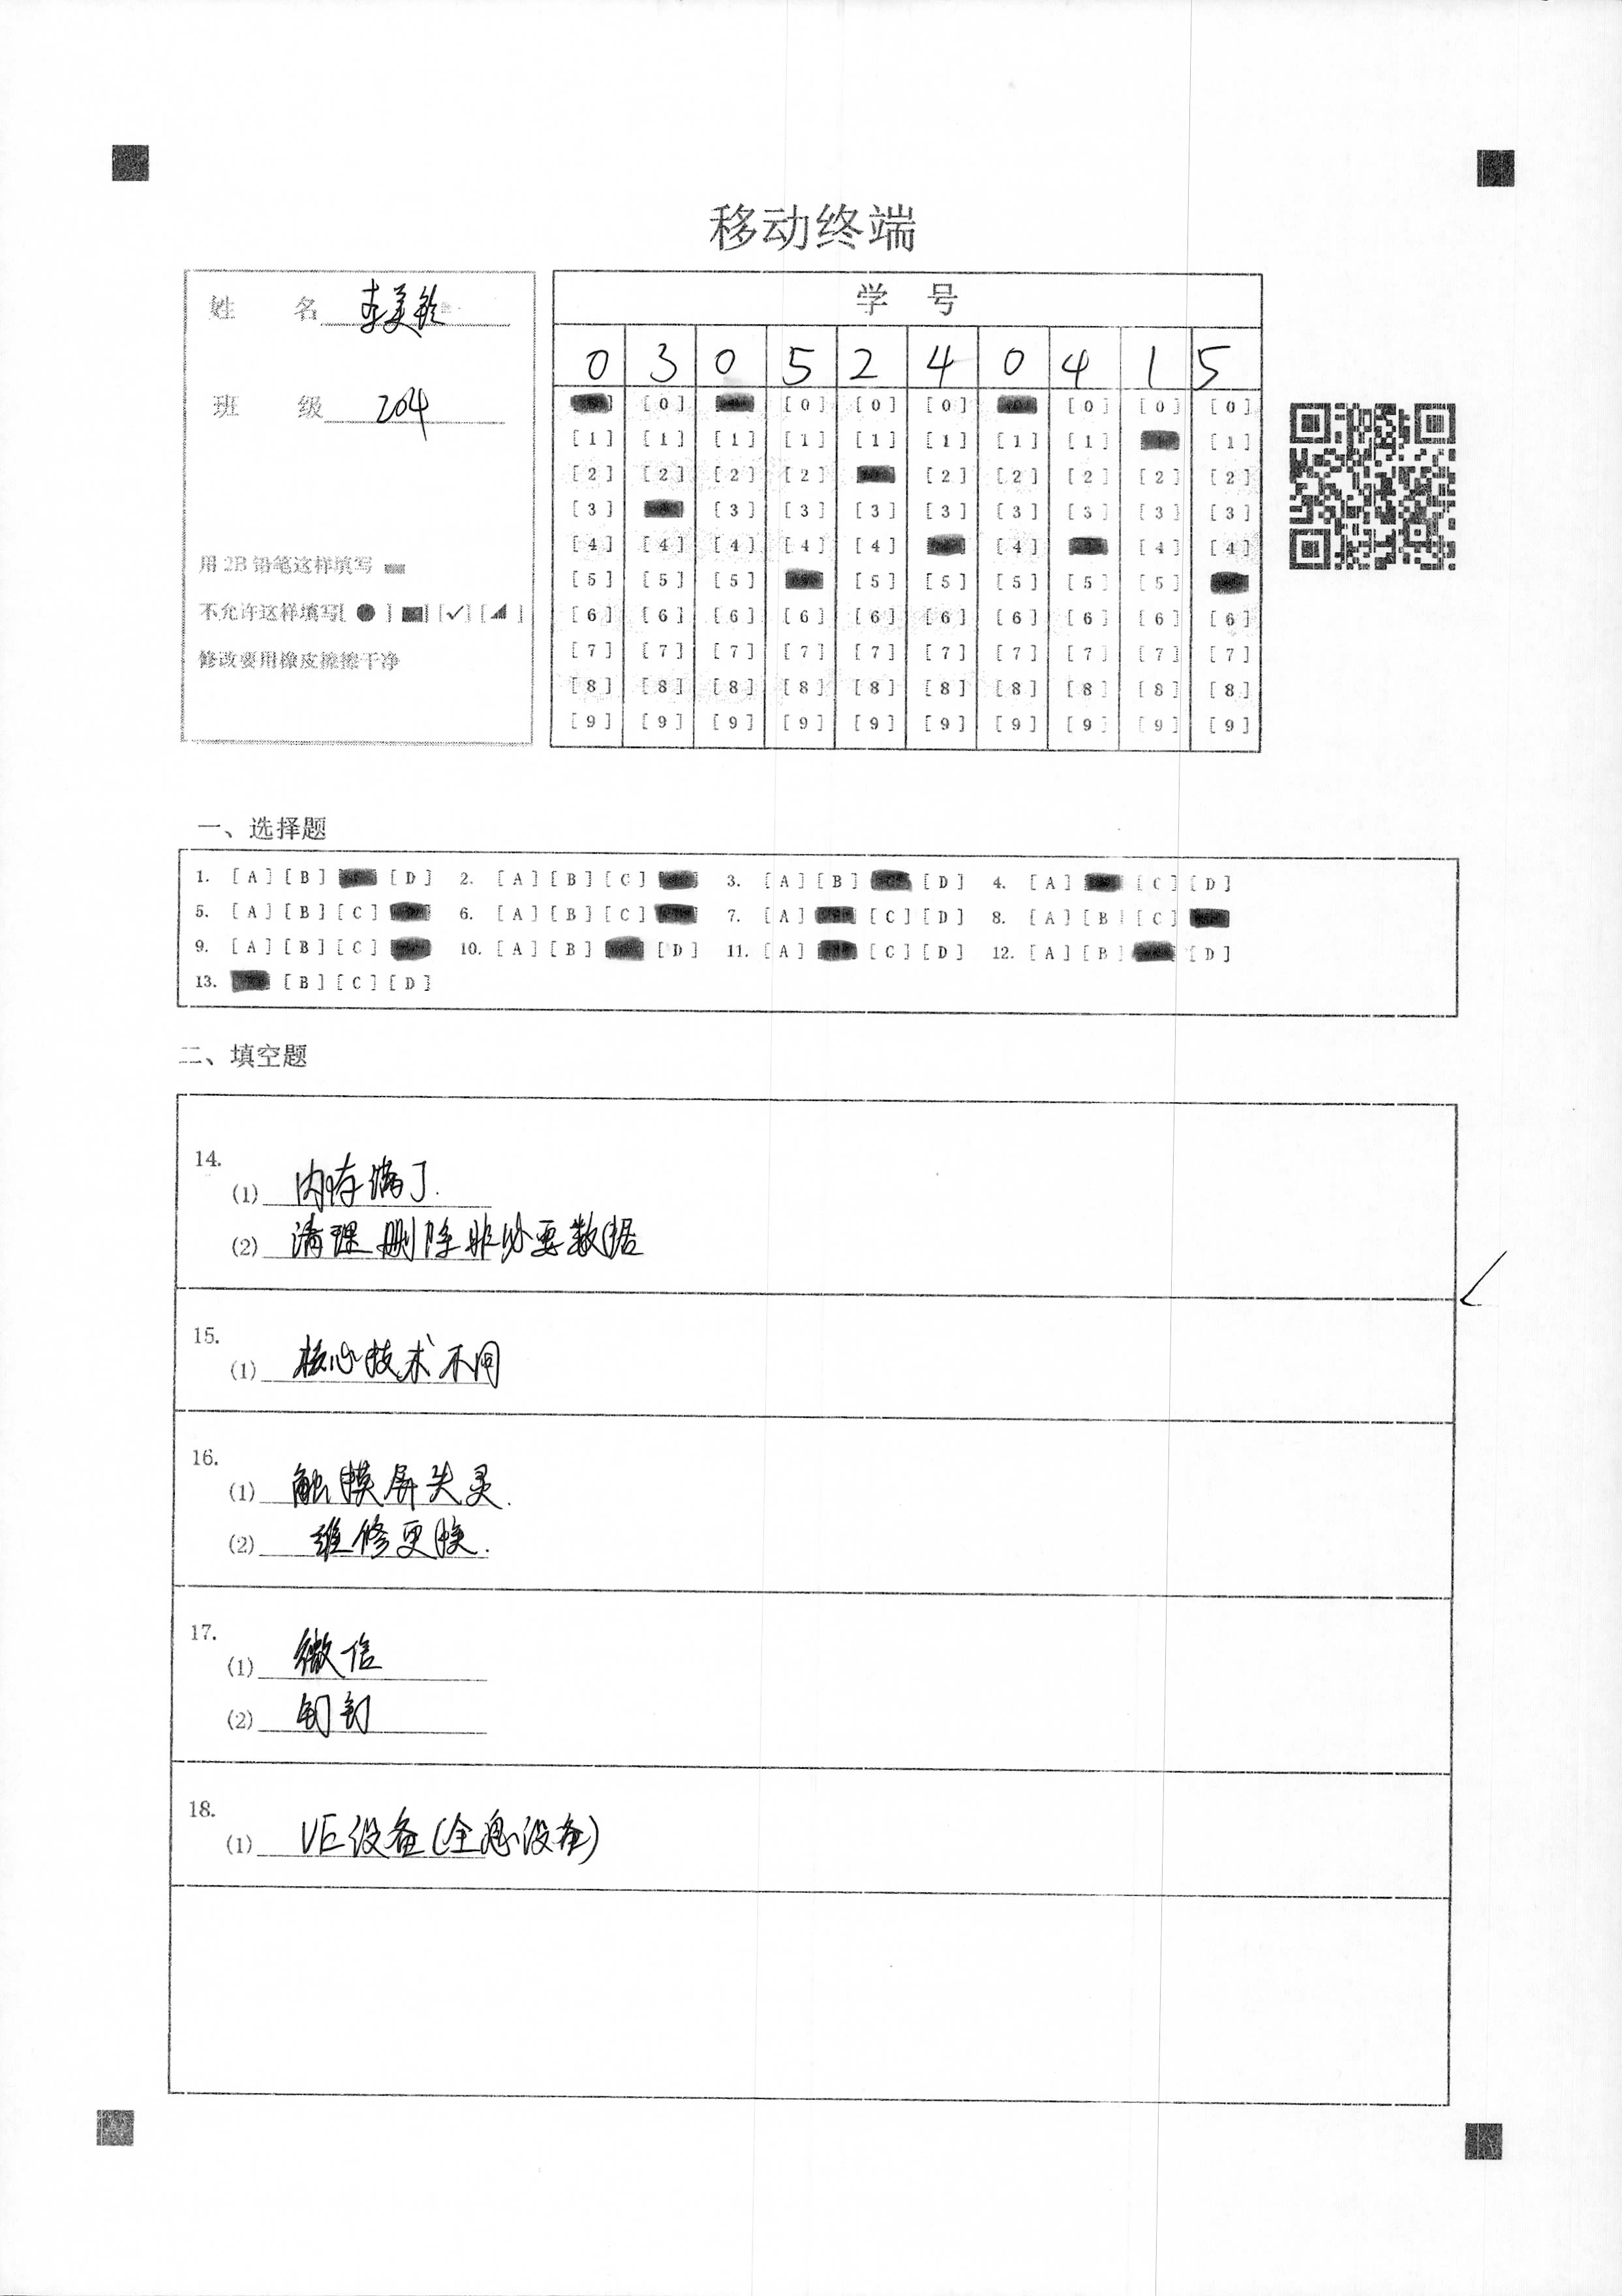 移动终端
姓 名 李美龄
班 级 204
用 2B 铅笔这样填写
不允许这样填写[ ● ] [✓] [ ]
修改要用橡皮擦擦干净
学 号
0 3 0 5 2 4 0 4 1 5
[0] [0] [0] [0] [0] [0]
[1] [1] [1] [1] [1] [1] [1] [1] [1]
[2] [2] [2] [2] [2] [2] [2] [2] [2]
[3] [3] [3] [3] [3] [3] [3] [3] [3]
[4] [4] [4] [4] [4] [4] [4] [4]
[5] [5] [5] [5] [5] [5] [5] [5]
[6] [6] [6] [6] [6] [6] [6] [6] [6] [6]
[7] [7] [7] [7] [7] [7] [7] [7] [7] [7]
[8] [8] [8] [8] [8] [8] [8] [8] [8] [8]
[9] [9] [9] [9] [9] [9] [9] [9] [9] [9]
一、选择题
1. [A] [B] [D] 2. [A] [B] [C] 3. [A] [B] [D] 4. [A] [C] [D]
5. [A] [B] [C] 6. [A] [B] [C] 7. [A] [C] [D] 8. [A] [B] [C]
9. [A] [B] [C] 10. [A] [B] [D] 11. [A] [C] [D] 12. [A] [B] [D]
13. [B] [C] [D]
二、填空题
14.
(1) 内存满了.
(2) 清理删除非必要数据
15.
(1) 核心技术不同
16.
(1) 触摸屏失灵.
(2) 维修更换.
17.
(1) 微信
(2) 钉钉
18.
(1) VE设备(全息设备)